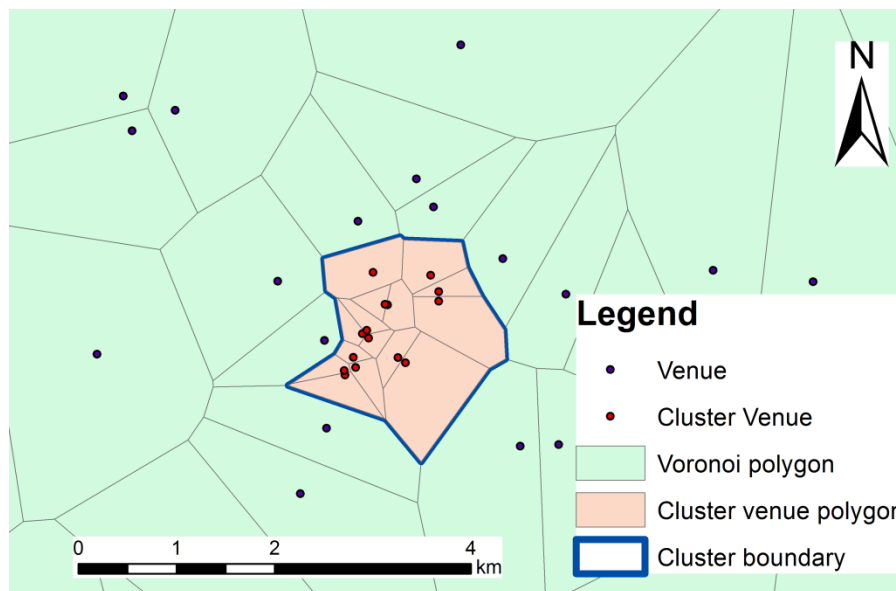 N
Legend
Venue
Cluster Venue
Voronoi polygon
Cluster venue polygon
Cluster boundary
0 1 2 4
km